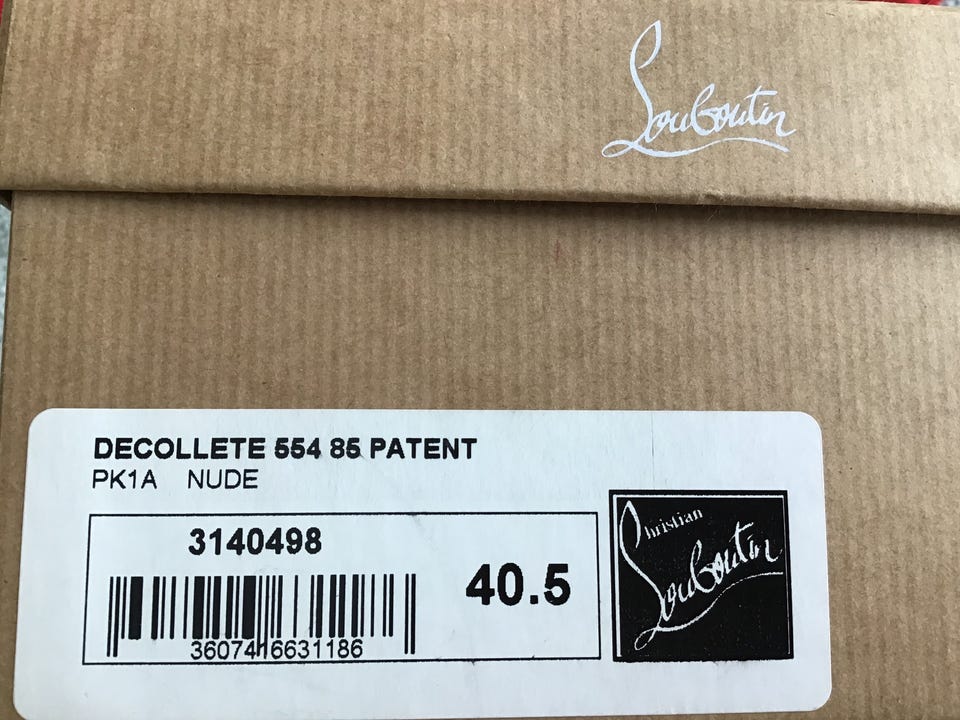 Louboutin
DECOLLETE 554 85 PATENT
PK1A NUDE
3140498
40.5
3607416631186
Christian
Louboutin